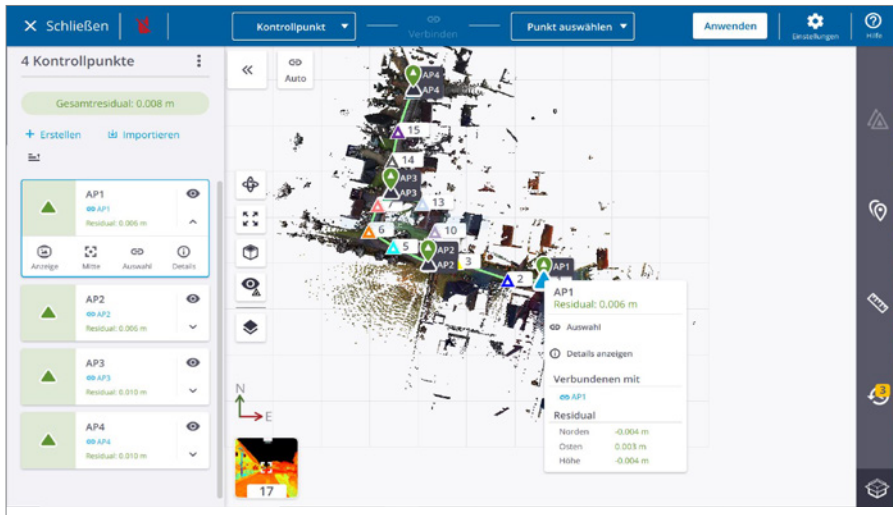 Schließen
Kontrollpunkt
Verbinden
Punkt auswählen
Anwenden
Einstellungen
Hilfe
4 Kontrollpunkte
Gesamtresidual: 0.008 m
+ Erstellen
Importieren
AP1
AP1
Residual: 0.006 m
Anzeige
Mitte
Auswahl
Details
AP2
AP2
Residual: 0.006 m
AP3
AP3
Residual: 0.010 m
AP4
AP4
Residual: 0.010 m
Auto
AP4
AP4
15
14
AP3
AP3
7
13
6
10
5
AP2
AP2
3
2
AP1
AP1
Residual: 0.006 m
Auswahl
Details anzeigen
Verbundenen mit
AP1
Residual
Norden -0.004 m
Osten 0.003 m
Höhe -0.004 m
N
E
17
3